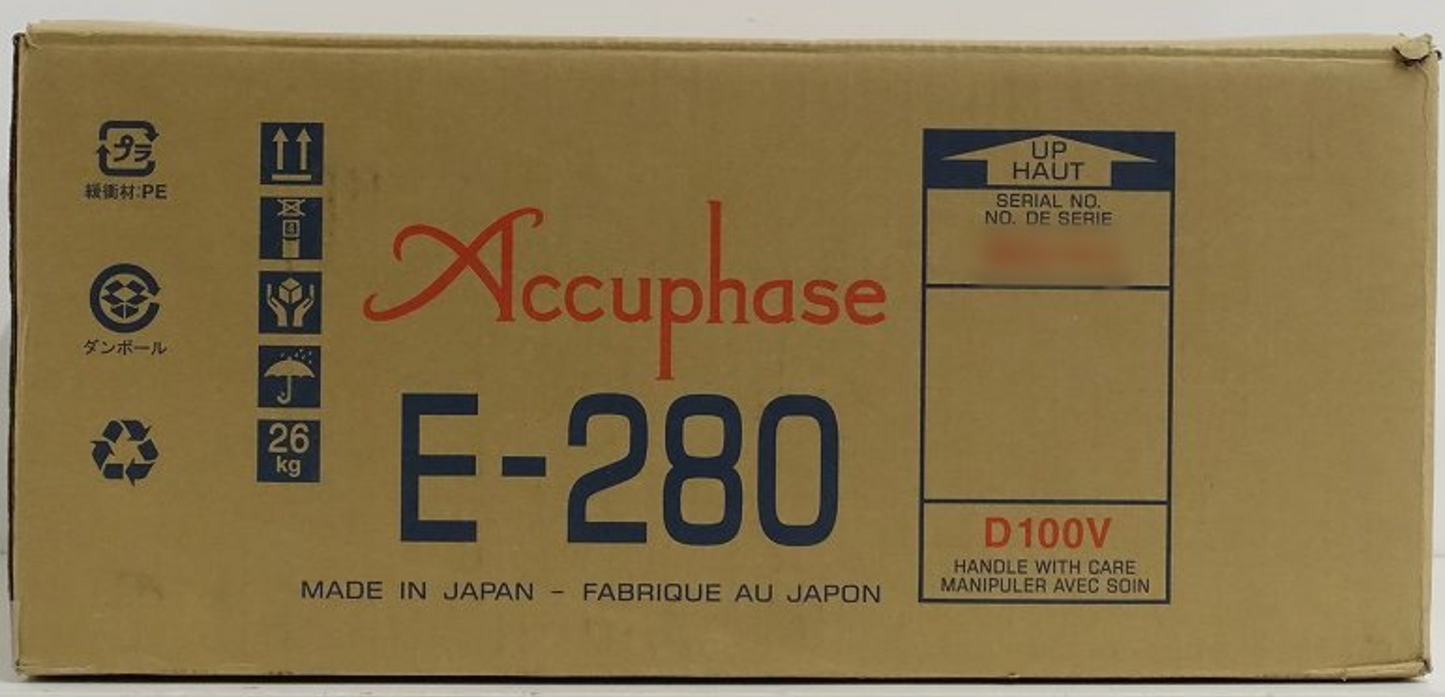 プラ
緩衝材:PE
ダンボール
4
26
kg
Accuphase
E-280
MADE IN JAPAN - FABRIQUE AU JAPON
UP
HAUT
SERIAL NO.
NO. DE SERIE
D100V
HANDLE WITH CARE
MANIPULER AVEC SOIN